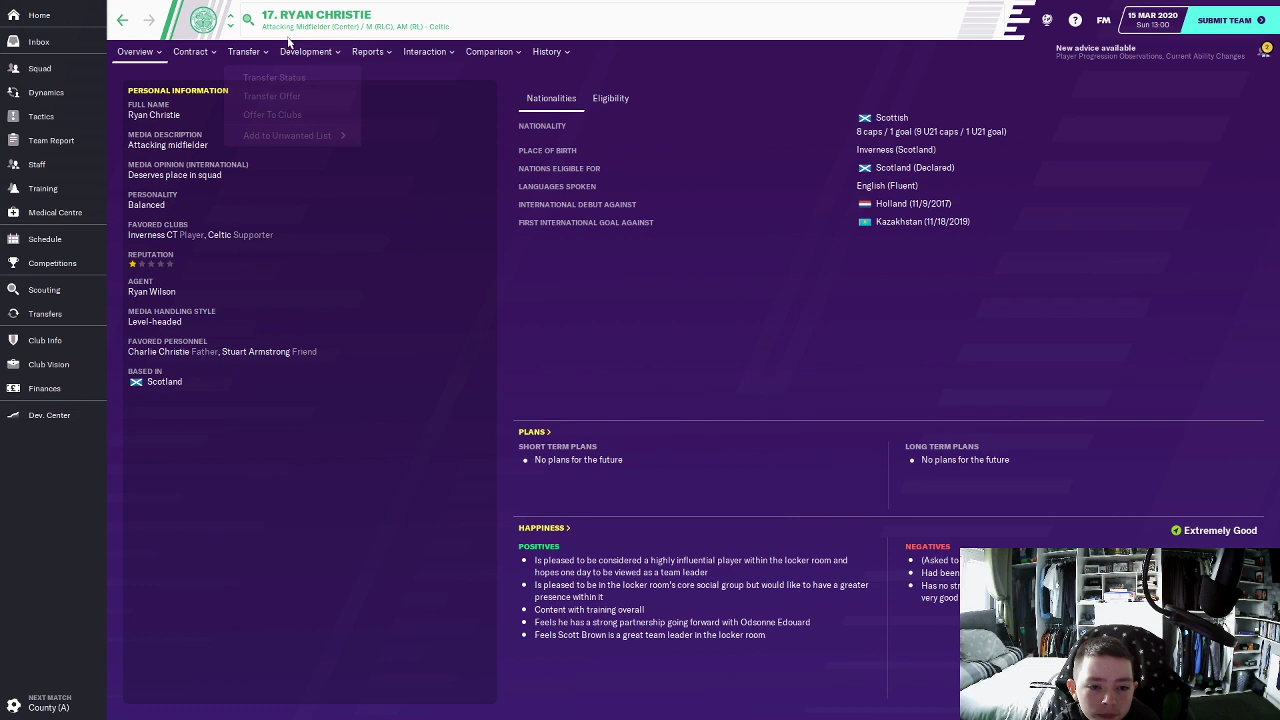 17. RYAN CHRISTIE
Attacking Midfielder (Center) / M (RLC), AM (RL) - Celtic
FM
15 MAR 2020
Sun 13:00
SUBMIT TEAM
Overview
Contract
Transfer
Development
Reports
Interaction
Comparison
History
New advice available
Player Progression Observations, Current Ability Changes
7
Home
Inbox
Squad
Tactics
Team Report
Staff
Training
Medical Centre
Schedule
Competitions
Scouting
Transfers
Club Info
Club Vision
Finances
Dev. Center
NEXT MATCH
County (A)
Transfer Status
Transfer Offer
Offer To Clubs
Add to Unwanted List
PERSONAL INFORMATION
FULL NAME
Ryan Christie
MEDIA DESCRIPTION
Attacking midfielder
MEDIA OPINION (INTERNATIONAL)
Deserves place in squad
PERSONALITY
Balanced
FAVORED CLUBS
Inverness CT Player, Celtic Supporter
REPUTATION
AGENT
Ryan Wilson
MEDIA HANDLING STYLE
Level-headed
FAVORED PERSONNEL
Charlie Christie Father, Stuart Armstrong Friend
BASED IN
Scotland
Nationalities
Eligibility
NATIONALITY
Scottish
8 caps / 1 goal (9 U21 caps / 1 U21 goal)
PLACE OF BIRTH
Inverness (Scotland)
NATIONS ELIGIBLE FOR
Scotland (Declared)
LANGUAGES SPOKEN
English (Fluent)
INTERNATIONAL DEBUT AGAINST
Holland (11/9/2017)
FIRST INTERNATIONAL GOAL AGAINST
Kazakhstan (11/18/2019)
PLANS
SHORT TERM PLANS
No plans for the future
LONG TERM PLANS
No plans for the future
HAPPINESS
Extremely Good
POSITIVES
Is pleased to be considered a highly influential player within the locker room and
hopes one day to be viewed as a team leader
Is pleased to be in the locker room's core social group but would like to have a greater
presence within it
Content with training overall
Feels he has a strong partnership going forward with Odsonne Edouard
Feels Scott Brown is a great team leader in the locker room
NEGATIVES
(Asked to
Had been
Has no str
very good